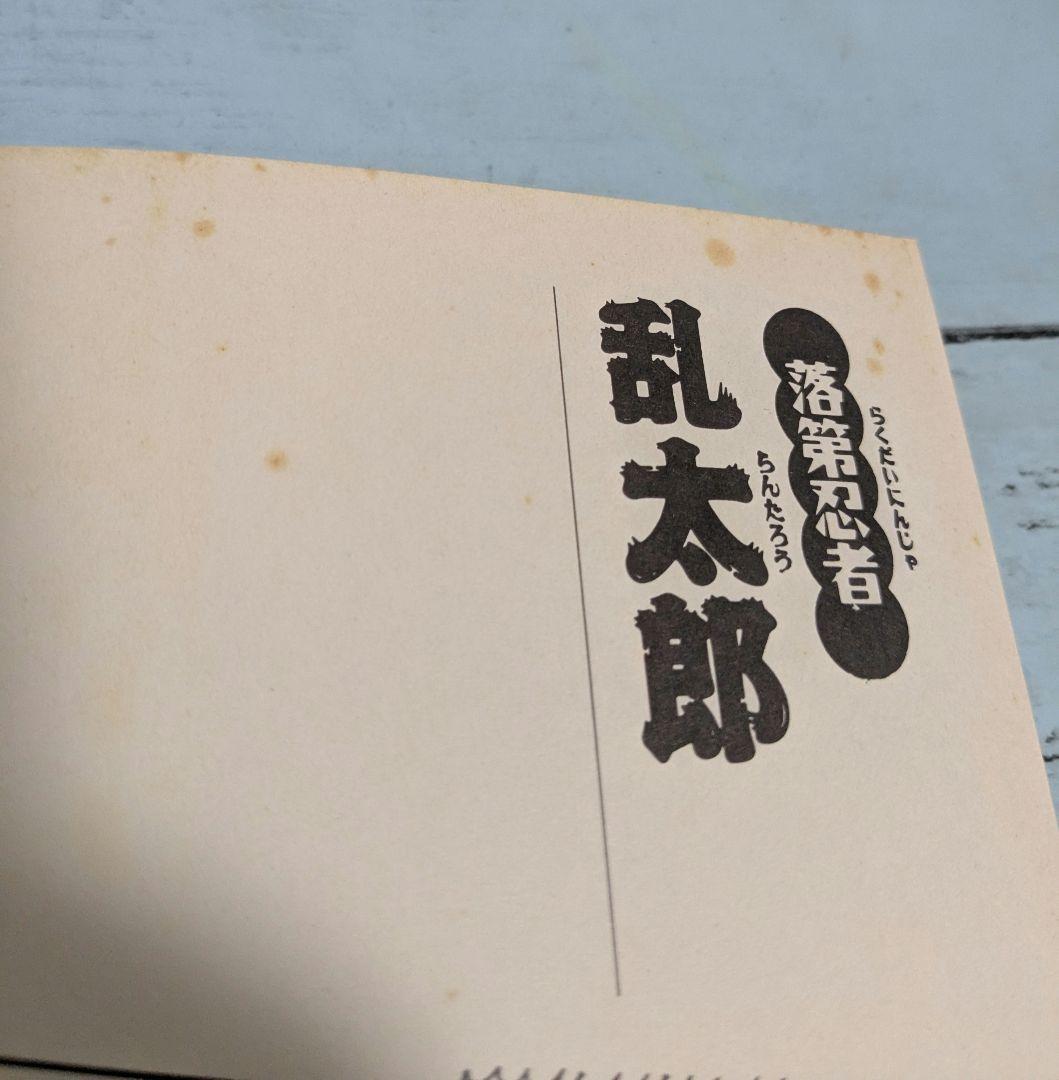 らくだいにんじゃ
落第忍者
らんたろう
乱太郎